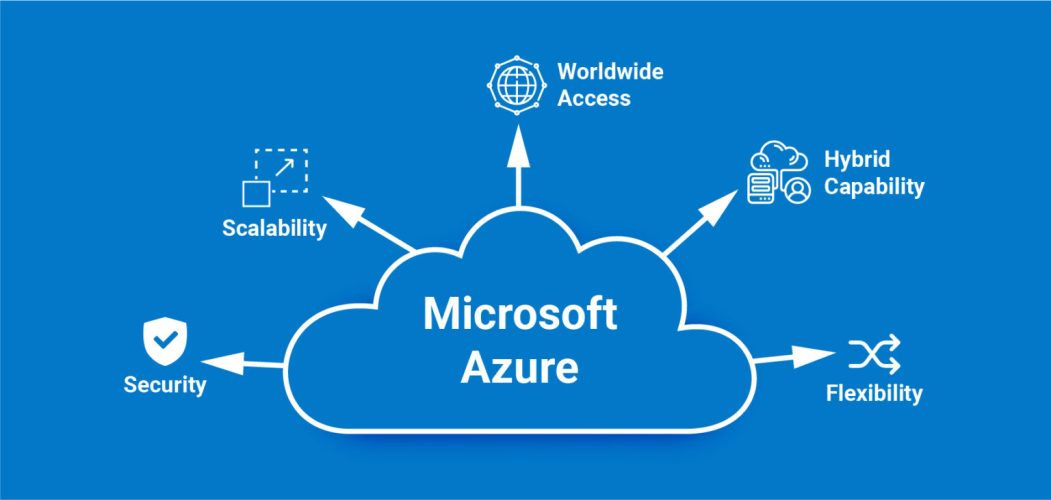 Worldwide
Access
Hybrid
Capability
Scalability
Microsoft
Azure
Security
Flexibility